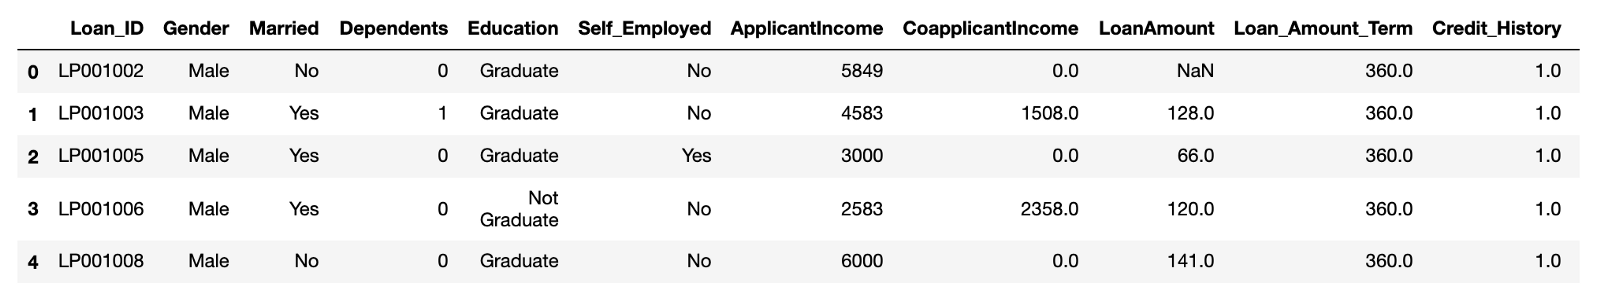 Loan_ID Gender Married Dependents Education Self_Employed ApplicantIncome CoapplicantIncome LoanAmount Loan_Amount_Term Credit_History
0 LP001002 Male No 0 Graduate No 5849 0.0 NaN 360.0 1.0
1 LP001003 Male Yes 1 Graduate No 4583 1508.0 128.0 360.0 1.0
2 LP001005 Male Yes 0 Graduate Yes 3000 0.0 66.0 360.0 1.0
3 LP001006 Male Yes 0 Not Graduate No 2583 2358.0 120.0 360.0 1.0
4 LP001008 Male No 0 Graduate No 6000 0.0 141.0 360.0 1.0